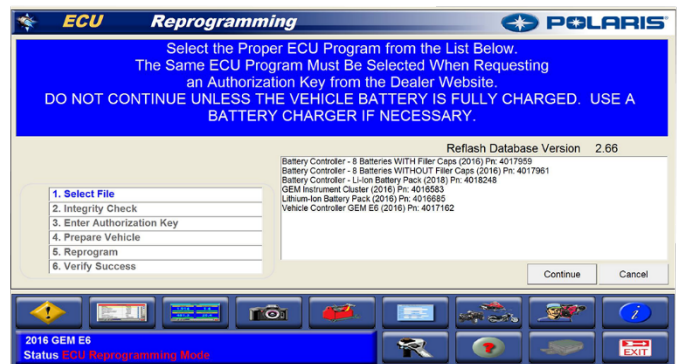 ECU Reprogramming POLARIS
Select the Proper ECU Program from the List Below.
The Same ECU Program Must Be Selected When Requesting
an Authorization Key from the Dealer Website.
DO NOT CONTINUE UNLESS THE VEHICLE BATTERY IS FULLY CHARGED. USE A
BATTERY CHARGER IF NECESSARY.
Reflash Database Version 2.66
Battery Controller - 8 Batteries WITH Filler Caps (2016) Pn: 4017959
Battery Controller - 8 Batteries WITHOUT Filler Caps (2016) Pn: 4017961
Battery Controller - Li-Ion Battery Pack (2018) Pn: 4018248
GEM Instrument Cluster (2016) Pn: 4016583
Lithium-Ion Battery Pack (2016) Pn: 4016685
Vehicle Controller GEM E6 (2016) Pn: 4017162
1. Select File
2. Integrity Check
3. Enter Authorization Key
4. Prepare Vehicle
5. Reprogram
6. Verify Success
Continue Cancel
2016 GEM E6
Status ECU Reprogramming Mode
EXIT